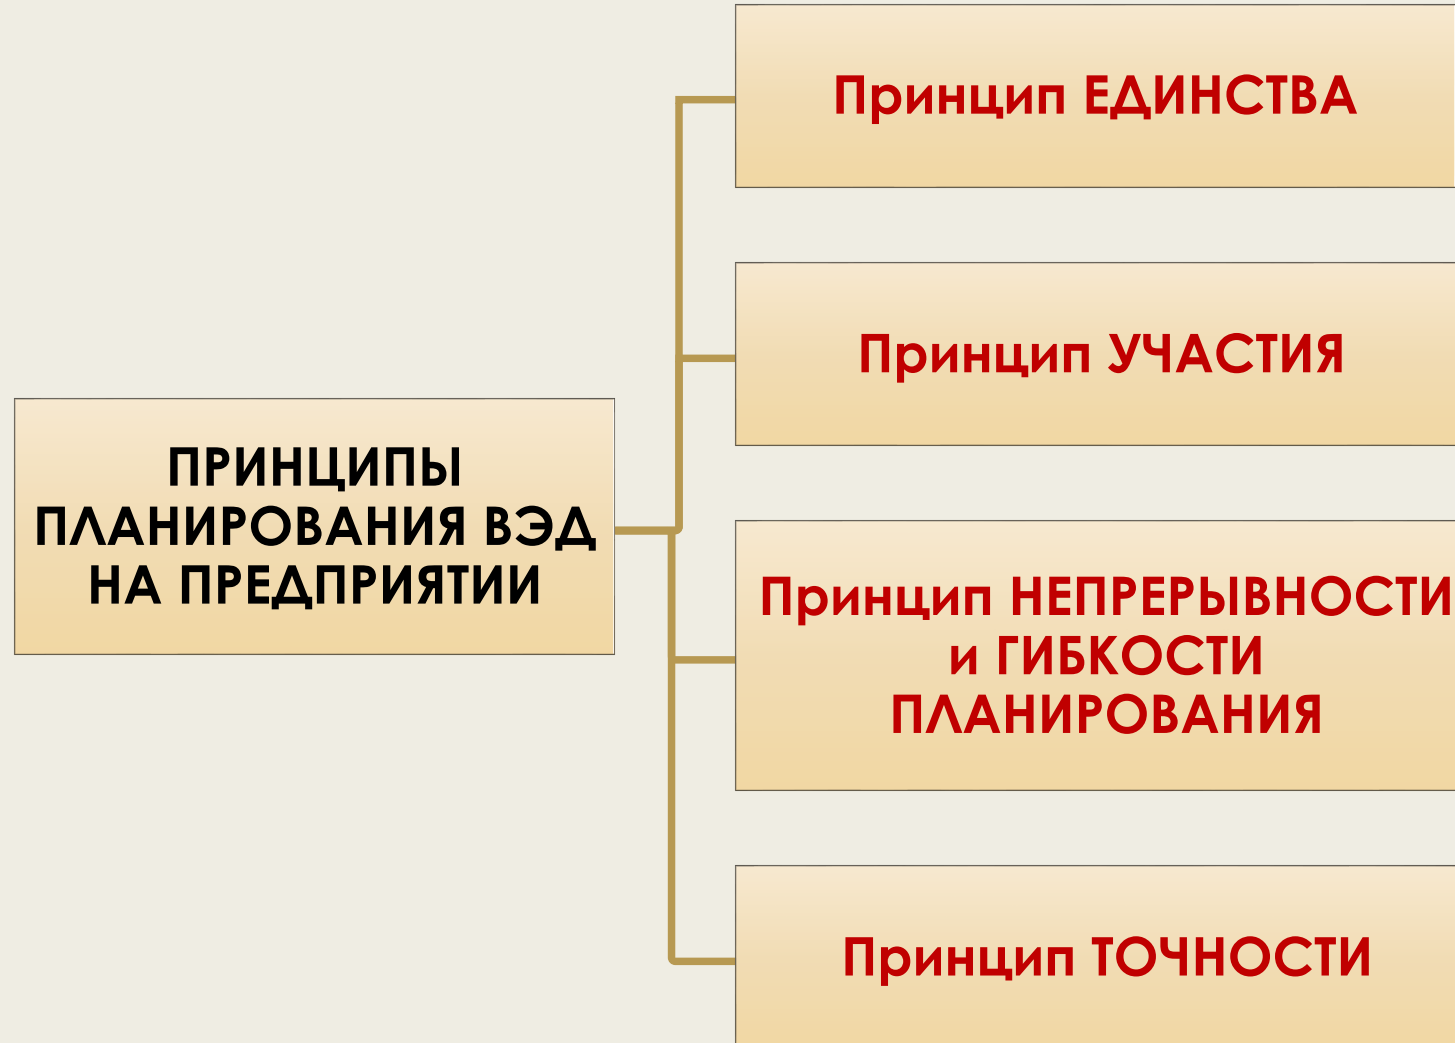 Принцип ЕДИНСТВА
Принцип УЧАСТИЯ
ПРИНЦИПЫ
ПЛАНИРОВАНИЯ ВЭД
НА ПРЕДПРИЯТИИ
Принцип НЕПРЕРЫВНОСТИ
и ГИБКОСТИ
ПЛАНИРОВАНИЯ
Принцип ТОЧНОСТИ